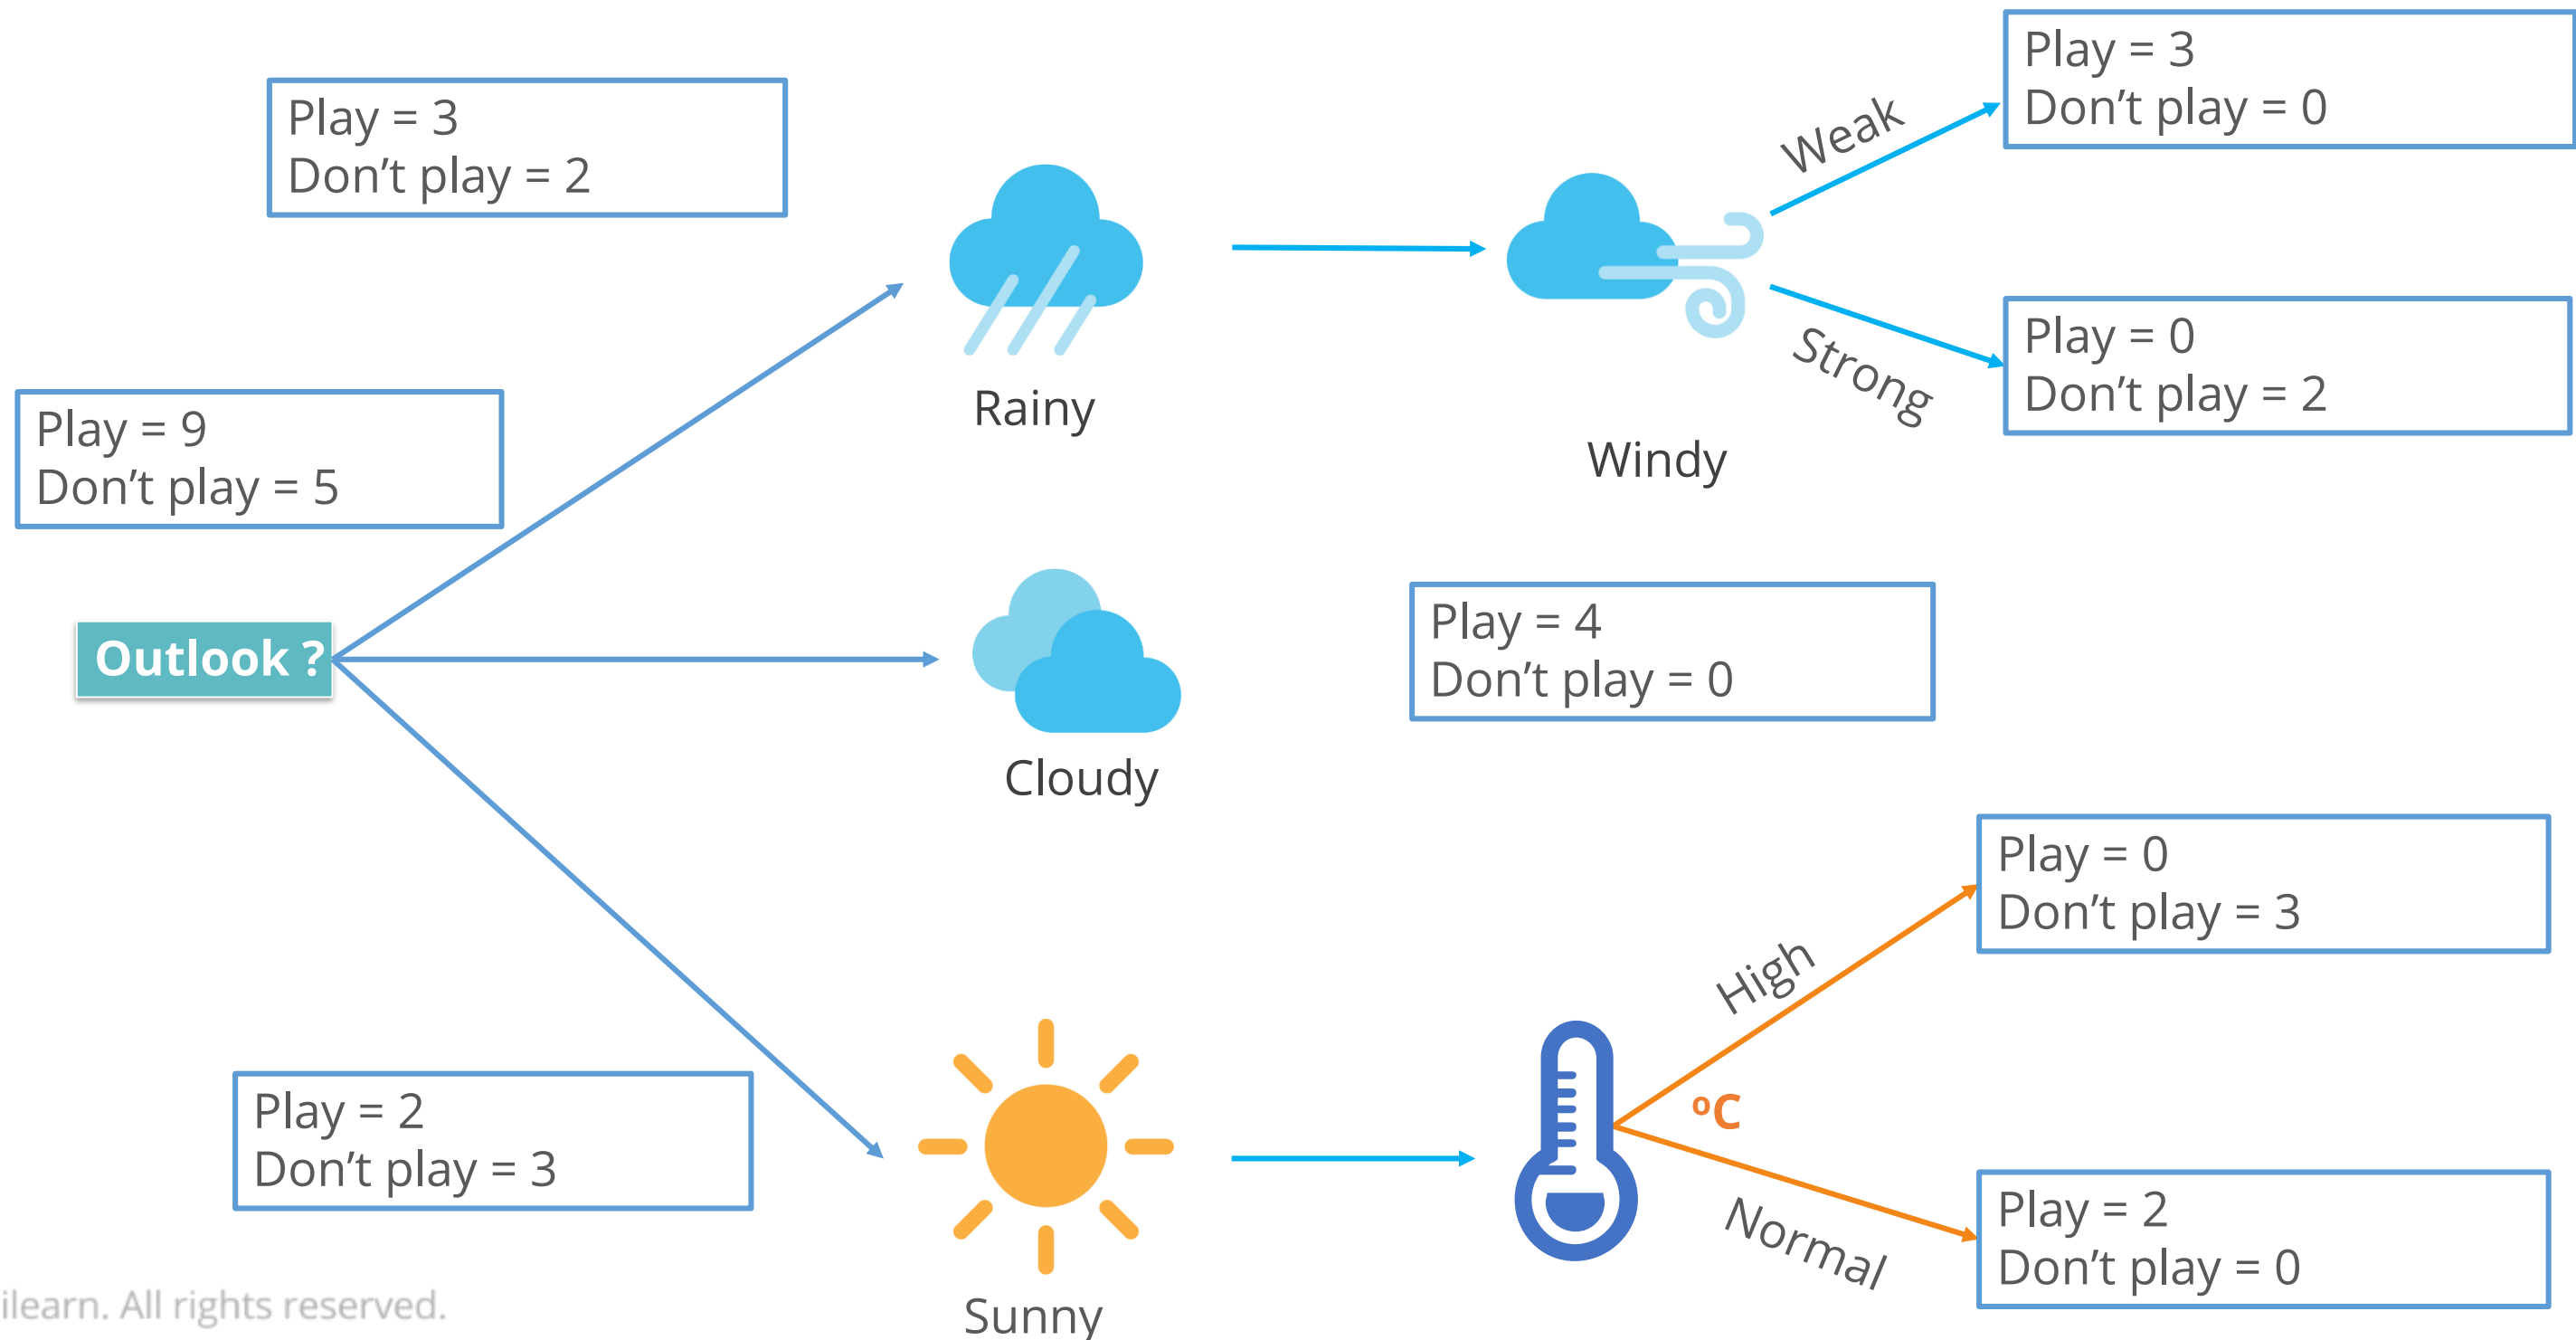 Play = 3
Don’t play = 0
Play = 3
Don’t play = 2
Weak
Play = 0
Don’t play = 2
Strong
Rainy
Windy
Play = 9
Don’t play = 5
Outlook ?
Play = 4
Don’t play = 0
Cloudy
Play = 0
Don’t play = 3
High
ºC
Play = 2
Don’t play = 3
Normal
Play = 2
Don’t play = 0
Sunny
ilearn. All rights reserved.